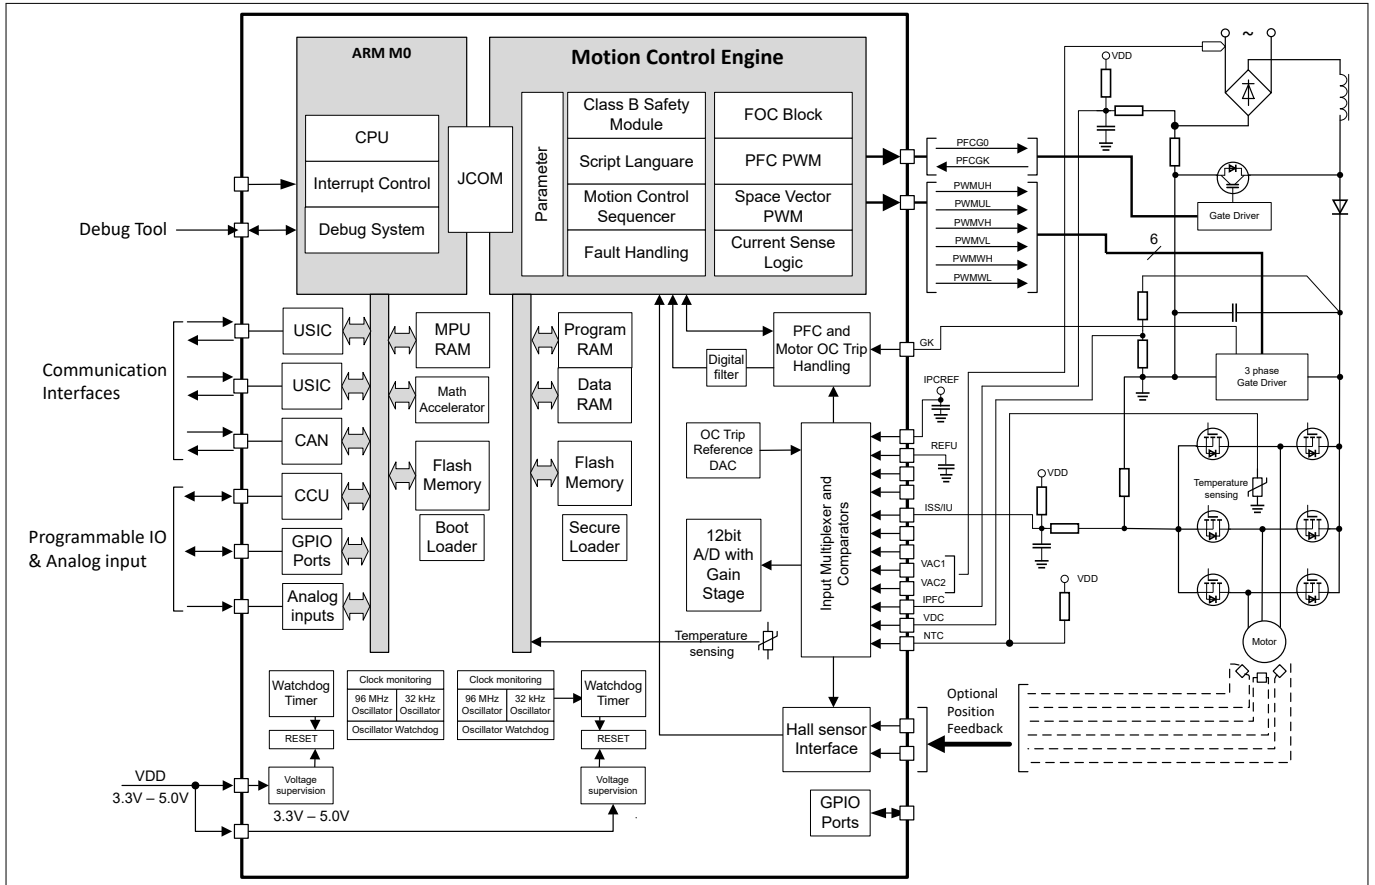 ARM M0
CPU
Interrupt Control
Debug System
JCOM
Motion Control Engine
Parameter
Class B Safety
Module
Script Languare
Motion Control
Sequencer
Fault Handling
FOC Block
PFC PWM
Space Vector
PWM
Current Sense
Logic
Debug Tool
Communication
Interfaces
Programmable IO
& Analog input
USIC
USIC
CAN
CCU
GPIO
Ports
Analog
inputs
MPU
RAM
Math
Accelerator
Flash
Memory
Boot
Loader
Program
RAM
Data
RAM
Flash
Memory
Secure
Loader
PFC and
Motor OC Trip
Handling
Digital
filter
OC Trip
Reference
DAC
12bit
A/D with
Gain
Stage
Input Multiplexer and
Comparators
Temperature
sensing
Hall sensor
Interface
GPIO
Ports
Watchdog
Timer
RESET
Voltage
supervision
3.3V – 5.0V
Clock monitoring
96 MHz
Oscillator
32 kHz
Oscillator
Oscillator Watchdog
Clock monitoring
96 MHz
Oscillator
32 kHz
Oscillator
Oscillator Watchdog
Watchdog
Timer
RESET
Voltage
supervision
VDD
3.3V – 5.0V
PFCG0
PFCGK
PWMUH
PWMUL
PWMVH
PWMVL
PWMWH
PWMWL
GK
IPCREF
REFU
ISS/IU
VAC1
VAC2
IPFC
VDC
NTC
VDD
~
Gate Driver
6
3 phase
Gate Driver
VDD
Temperature
sensing
VDD
Motor
Optional
Position
Feedback